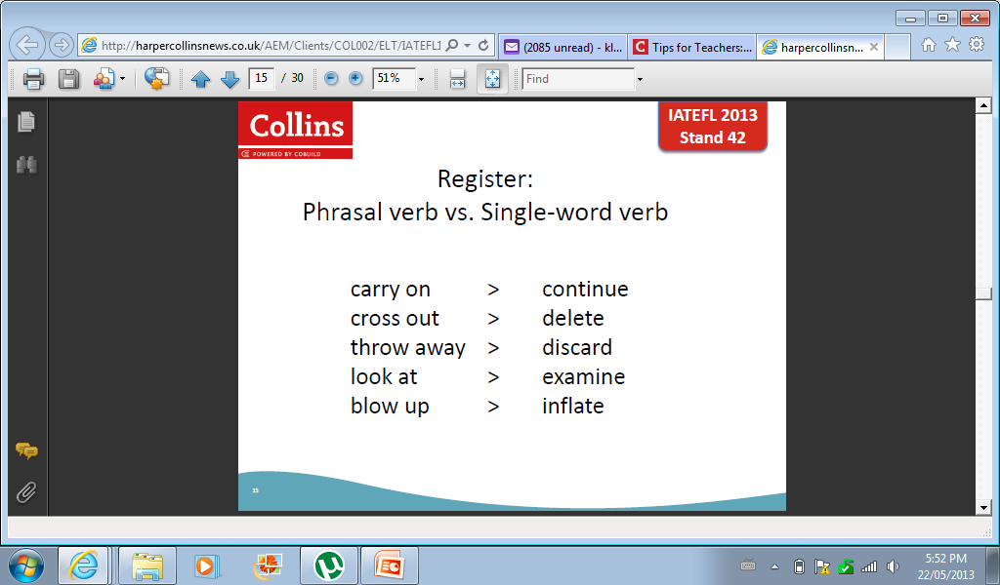 http://harpercollinsnews.co.uk/AEM/Clients/COL002/ELT/IATEFL1
(2085 unread) - kl...
Tips for Teachers:...
harpercollinsn...
15 / 30
51%
Find
Collins
POWERED BY COBUILD
IATEFL 2013
Stand 42
Register:
Phrasal verb vs. Single-word verb
carry on > continue
cross out > delete
throw away > discard
look at > examine
blow up > inflate
15
5:52 PM
22/05/2013